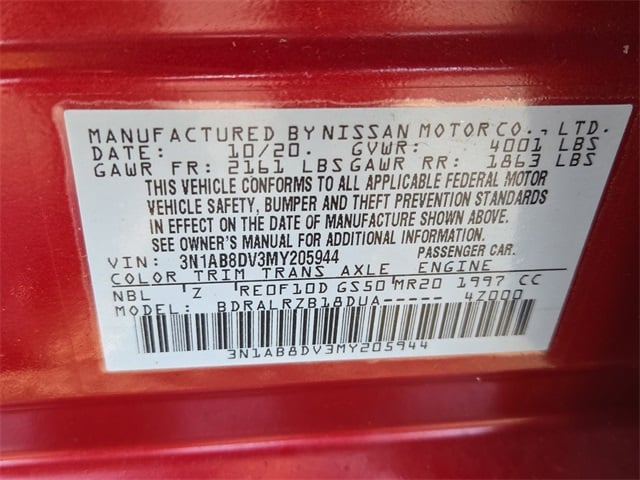 MANUFACTURED BY NISSAN MOTOR CO., LTD.
DATE: 10/20. GVWR: 4001 LBS
GAWR FR: 2161 LBS GAWR RR: 1863 LBS
THIS VEHICLE CONFORMS TO ALL APPLICABLE FEDERAL MOTOR
VEHICLE SAFETY, BUMPER AND THEFT PREVENTION STANDARDS
IN EFFECT ON THE DATE OF MANUFACTURE SHOWN ABOVE.
SEE OWNER'S MANUAL FOR ADDITIONAL INFORMATION.
VIN: 3N1AB8DV3MY205944 PASSENGER CAR.
COLOR TRIM TRANS AXLE ENGINE
NBL Z RE0F10D GS50 MR20 1997 CC
MODEL: BDRALRZB18DUA----- 4Z000
3N1AB8DV3MY205944